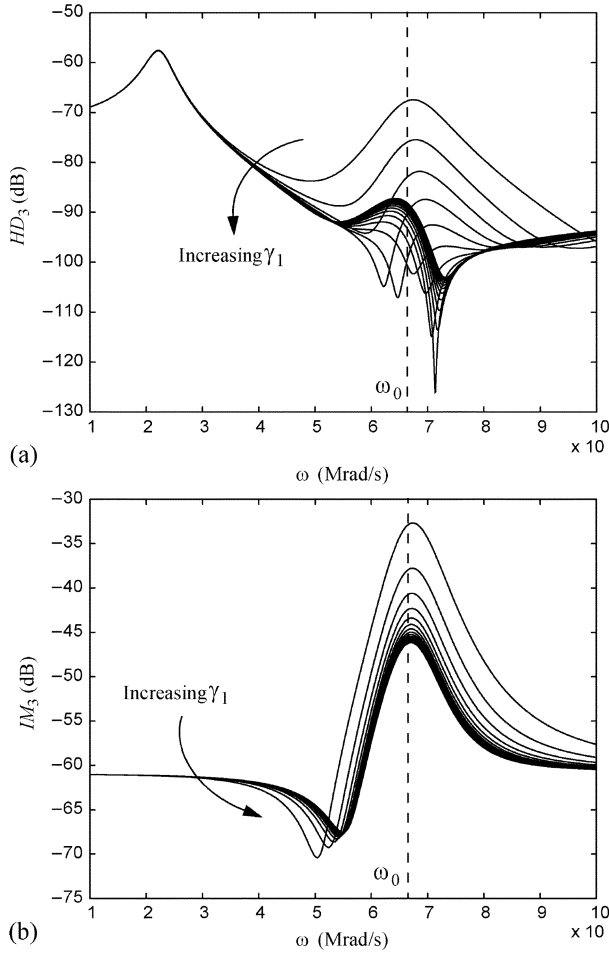 −50
−60
−70
−80
−90
−100
−110
−120
−130
HD3 (dB)
Increasing γ1
ω0
1 2 3 4 5 6 7 8 9 10
x 10
(a)
ω (Mrad/s)
−30
−35
−40
−45
−50
−55
−60
−65
−70
−75
IM3 (dB)
Increasing γ1
ω0
1 2 3 4 5 6 7 8 9 10
x 10
(b)
ω (Mrad/s)